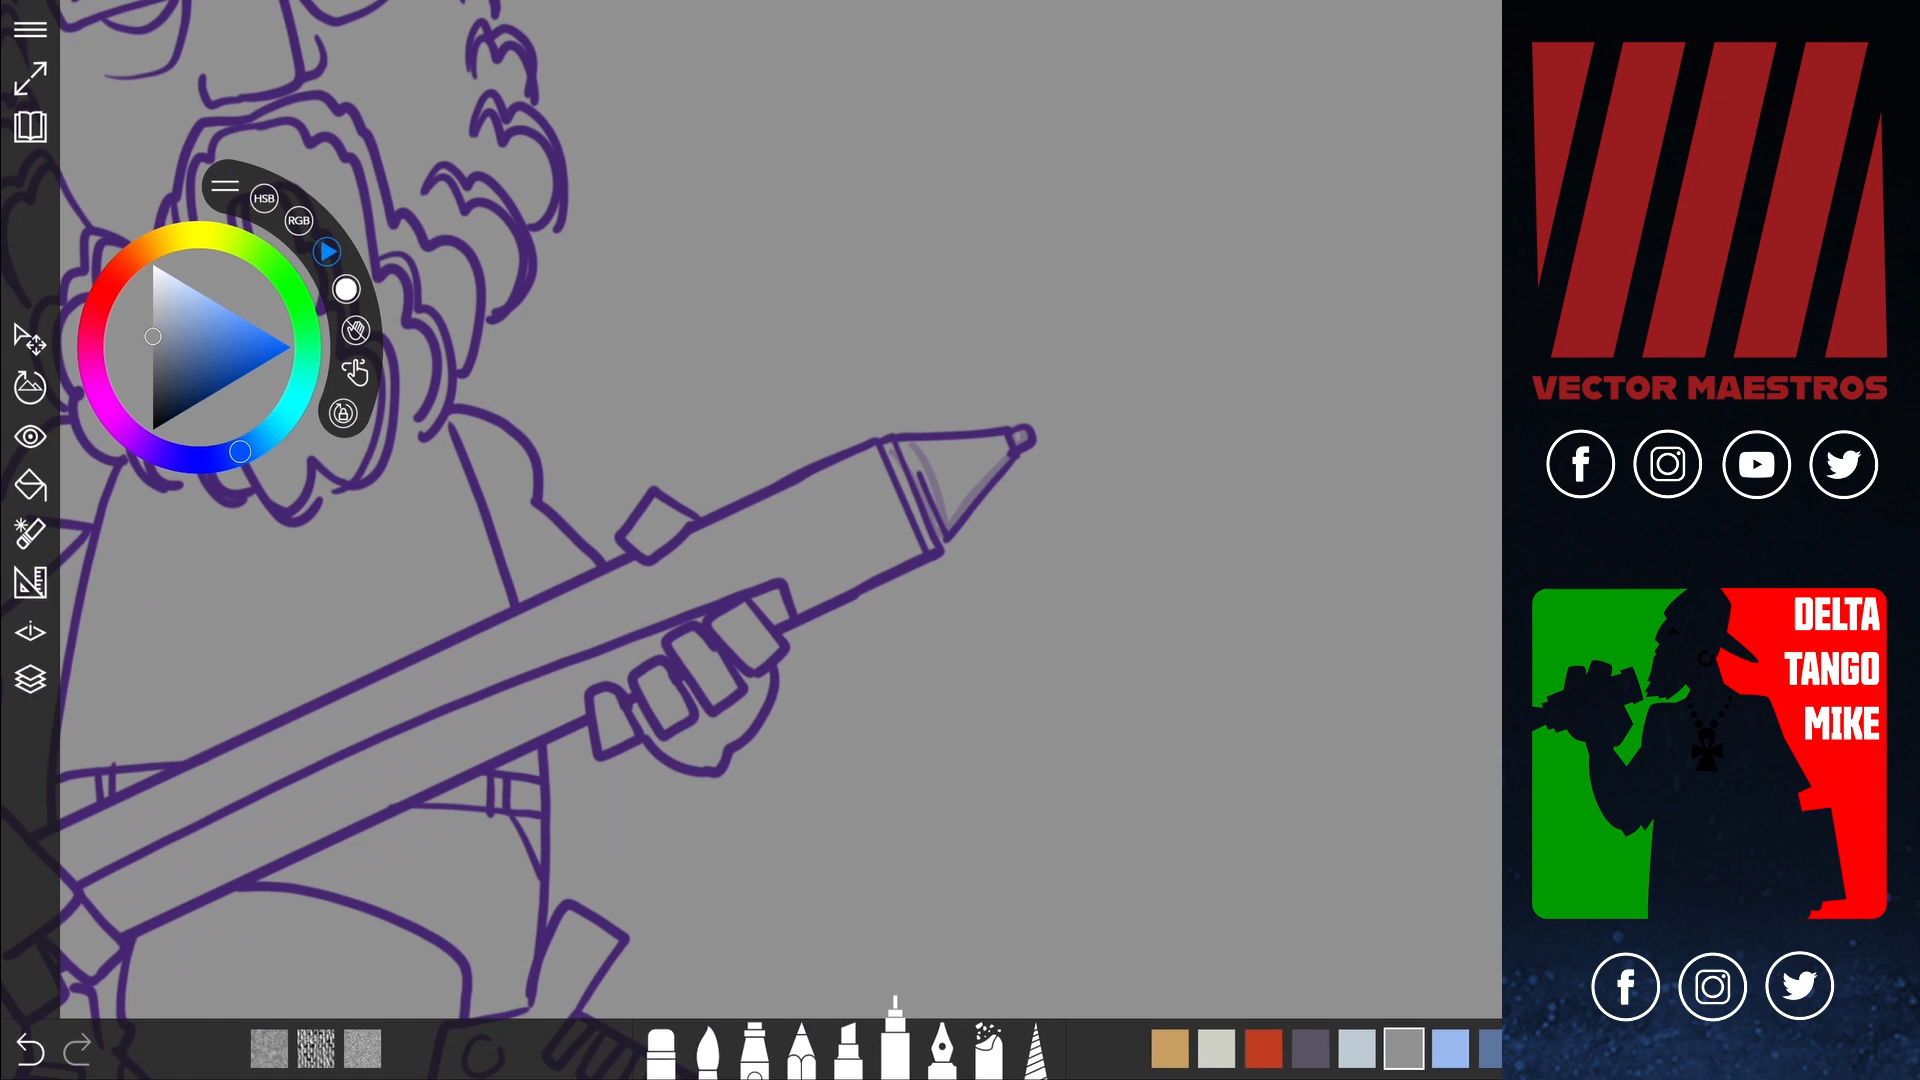 HSB
RGB
VECTOR MAESTROS
DELTA
TANGO
MIKE